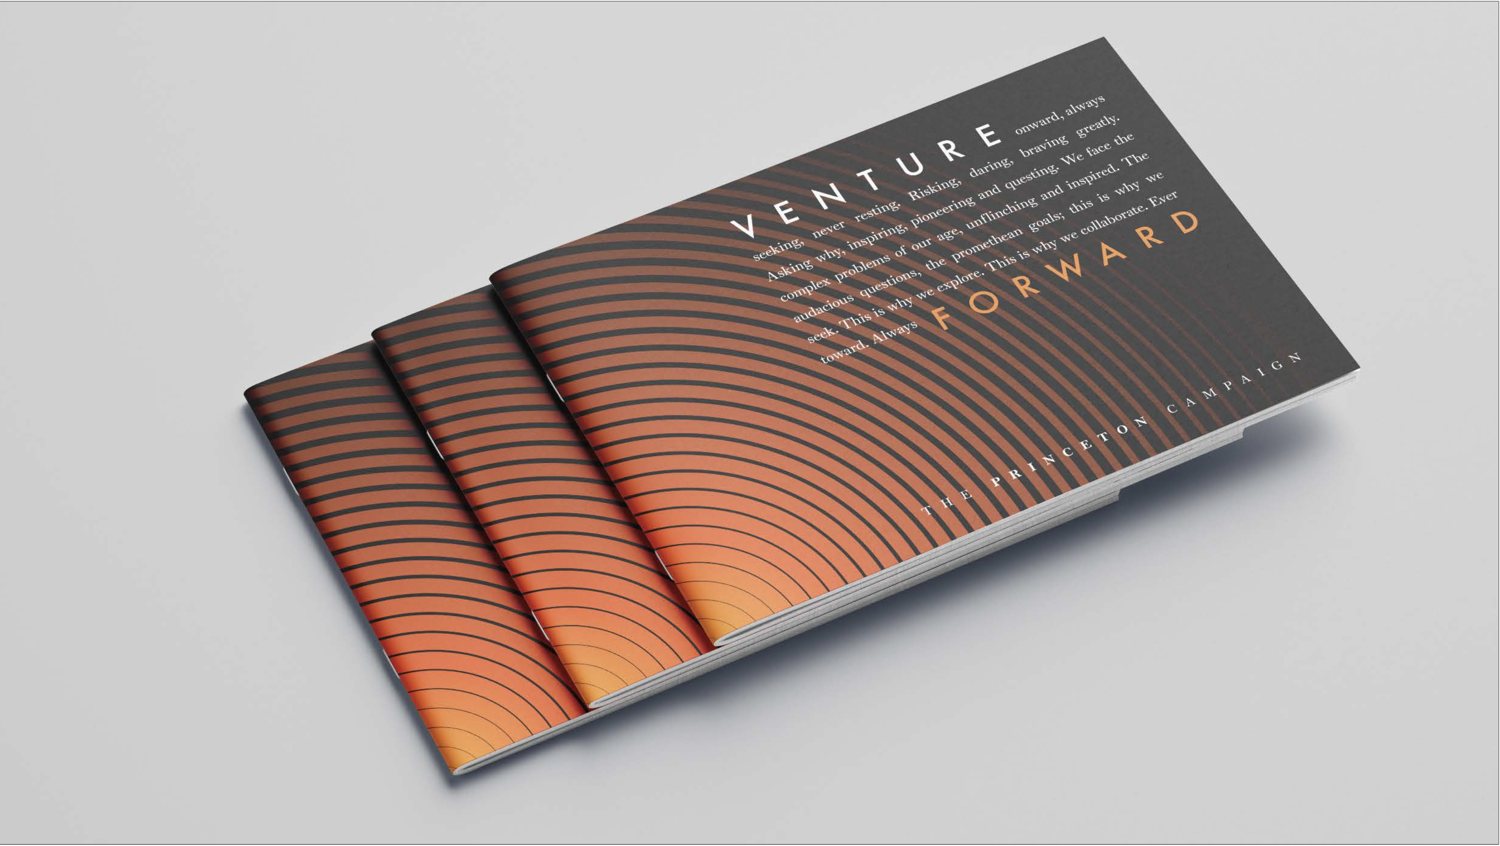 VENTURE onward, always
seeking, never resting. Risking, daring, braving greatly.
Asking why, inspiring, pioneering and questing. We face the
complex problems of our age, unflinching and inspired. The
audacious questions, the promethean goals; this is why we
seek. This is why we explore. This is why we collaborate. Ever
toward. Always FORWARD
THE PRINCETON CAMPAIGN